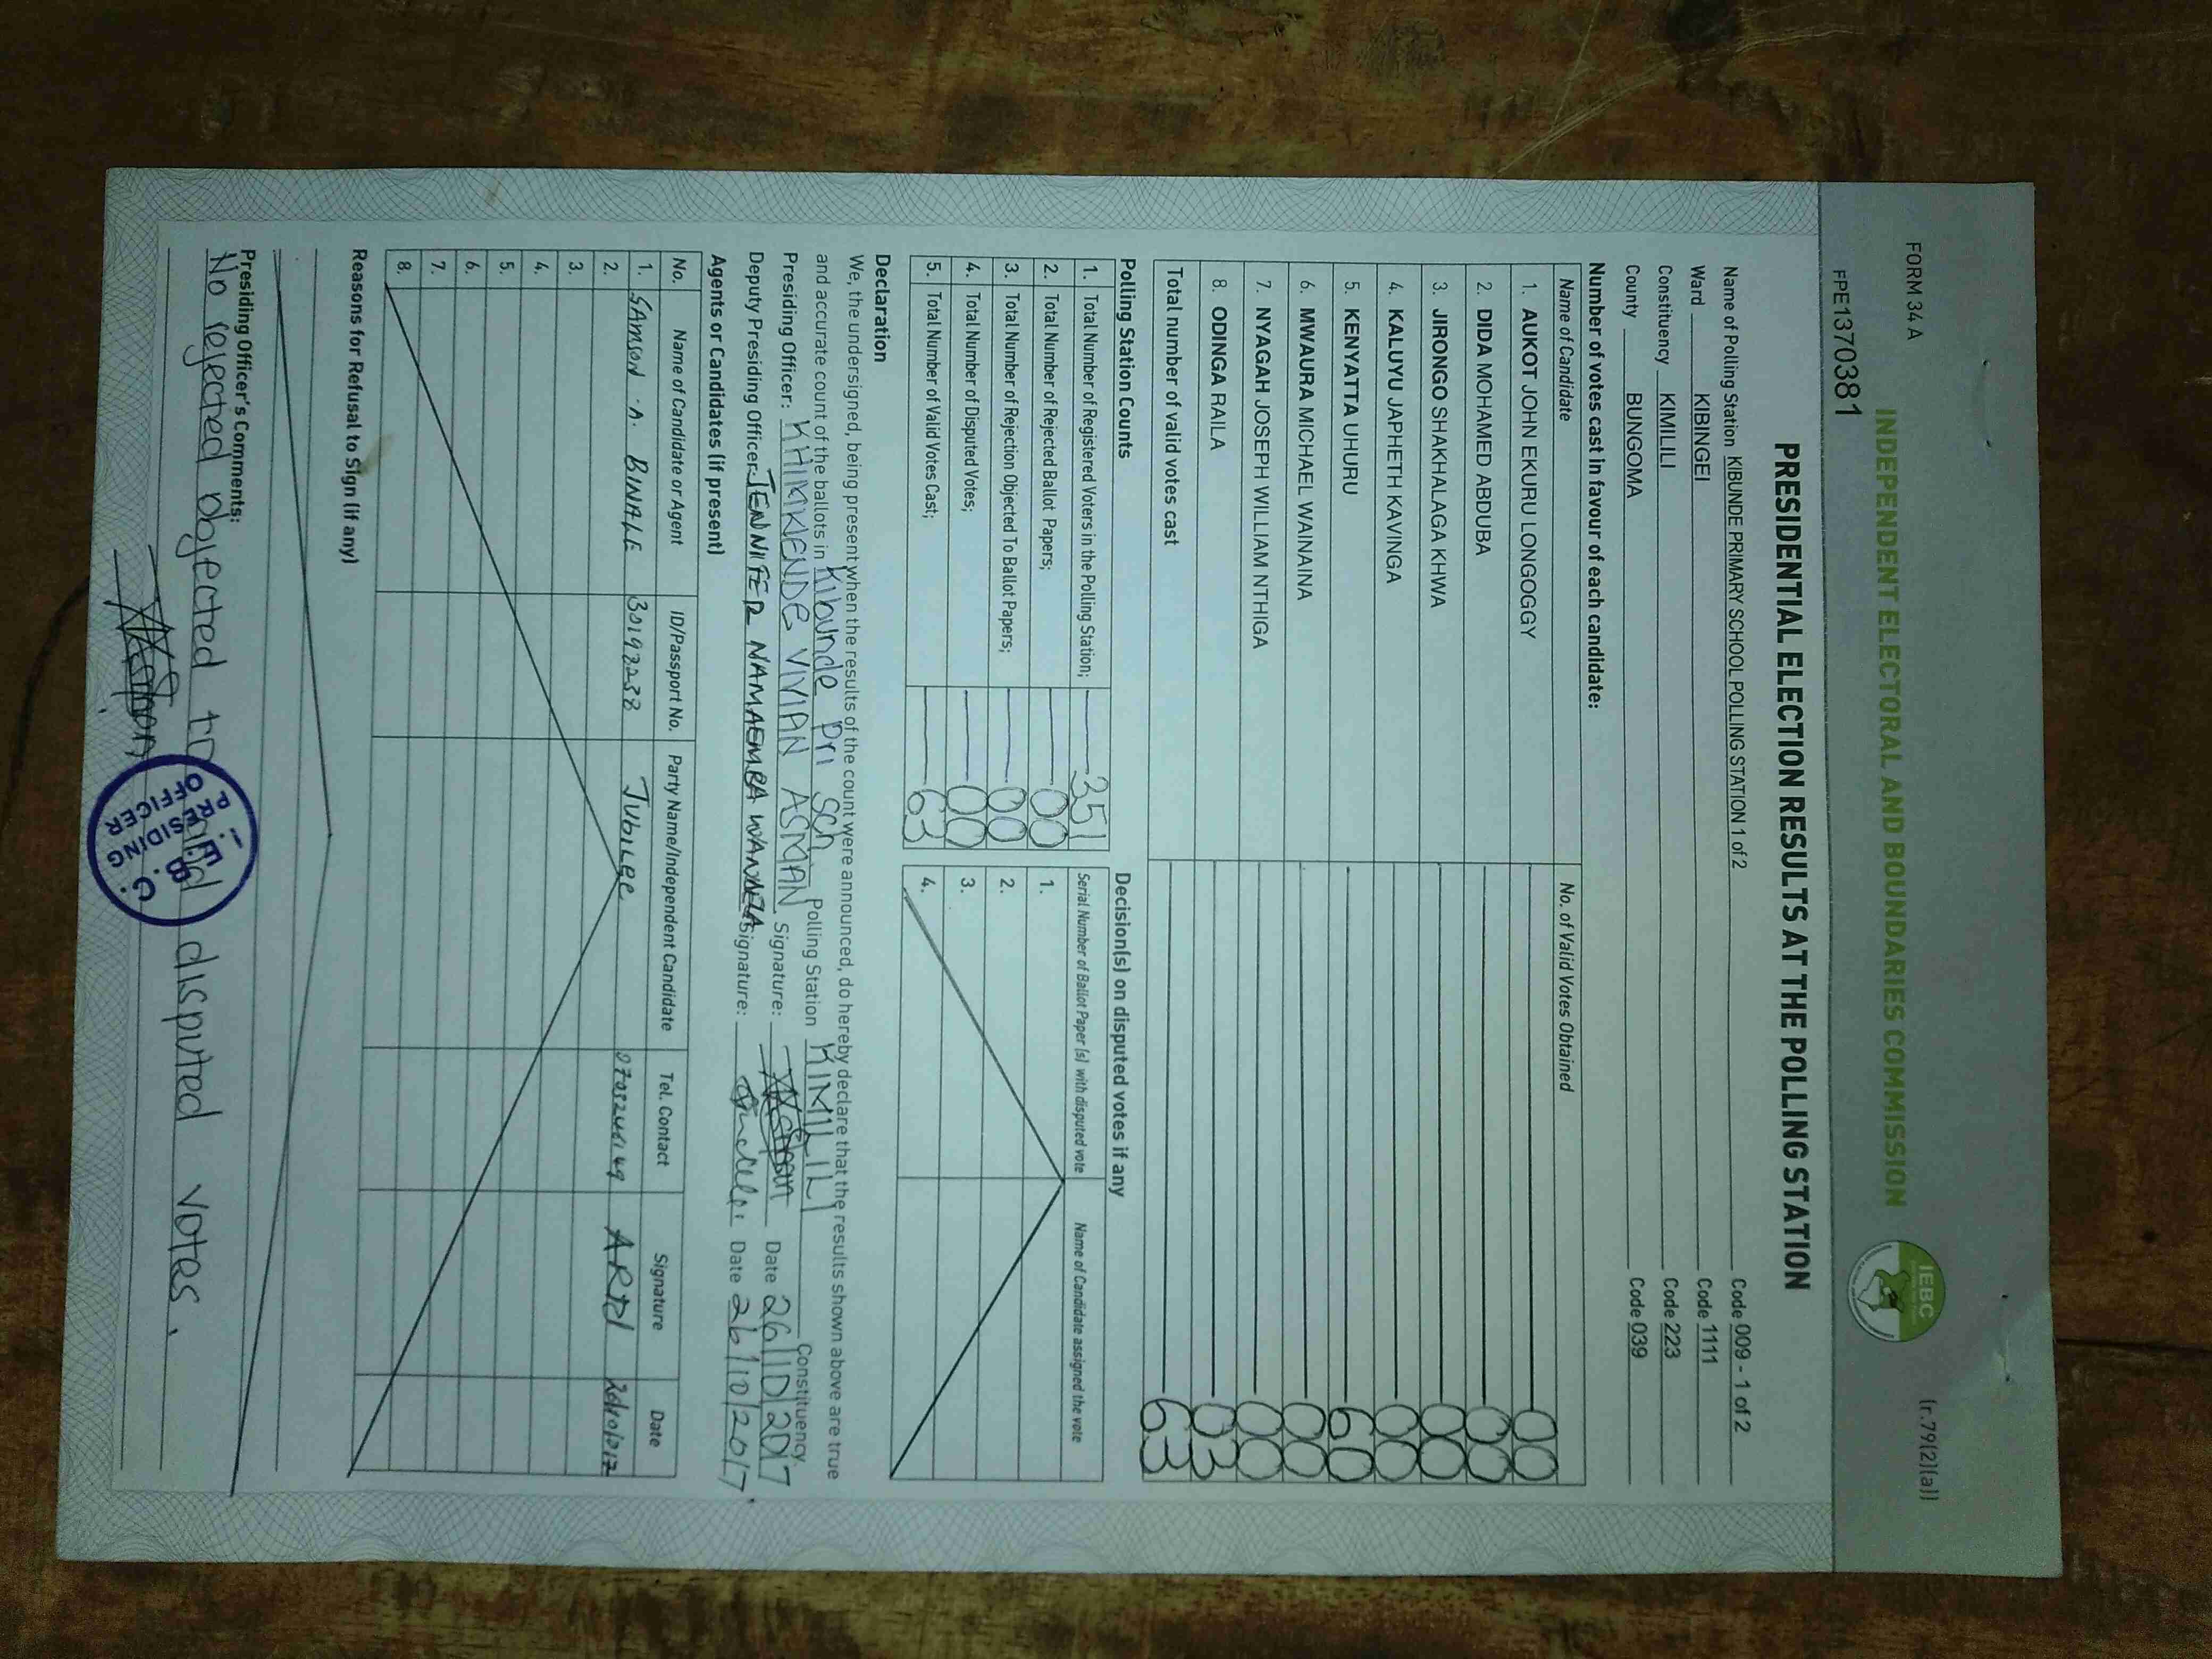 FORM 34 A
(r.79(2)(a))
INDEPENDENT ELECTORAL AND BOUNDARIES COMMISSION
IEBC
FPE1370381
PRESIDENTIAL ELECTION RESULTS AT THE POLLING STATION
Name of Polling Station KIBUNDE PRIMARY SCHOOL POLLING STATION 1 of 2 Code 009 - 1 of 2
Ward KIBINGEI Code 1111
Constituency KIMILILI Code 223
County BUNGOMA Code 039
Number of votes cast in favour of each candidate:
Name of Candidate No. of Valid Votes Obtained
1. AUKOT JOHN EKURU LONGOGGY 00
2. DIDA MOHAMED ABDUBA 00
3. JIRONGO SHAKHALAGA KHWA 00
4. KALUYU JAPHETH KAVINGA 00
5. KENYATTA UHURU 60
6. MWAURA MICHAEL WAINAINA 00
7. NYAGAH JOSEPH WILLIAM NTHIGA 00
8. ODINGA RAILA 03
Total number of valid votes cast 63
Polling Station Counts
1. Total Number of Registered Voters in the Polling Station; 351
2. Total Number of Rejected Ballot Papers; 00
3. Total Number of Rejection Objected To Ballot Papers; 00
4. Total Number of Disputed Votes; 00
5. Total Number of Valid Votes Cast; 63
Decision(s) on disputed votes if any
Serial Number of Ballot Paper (s) with disputed vote Name of Candidate assigned the vote
1.
2.
3.
4.
Declaration
We, the undersigned, being present when the results of the count were announced, do hereby declare that the results shown above are true
and accurate count of the ballots in Kibunde Pri Sch Polling Station KIMILILI Constituency.
Presiding Officer: KHIMKENDE VIVIAN ASMAN Signature: Date 26/10/2017
Deputy Presiding Officer: JENNIFER NAMAEMBA WANJALA Signature: Date 26/10/2017
Agents or Candidates (if present)
No. Name of Candidate or Agent ID/Passport No. Party Name/Independent Candidate Tel. Contact Signature Date
1. SAMSON .A. BINALE 30192238 Jubilee
2.
3.
4.
5.
6.
7.
8.
Reasons for Refusal to Sign (if any)
Presiding Officer's Comments:
No rejected objected to disputed votes.
I. E. B. C.
PRESIDING
OFFICER